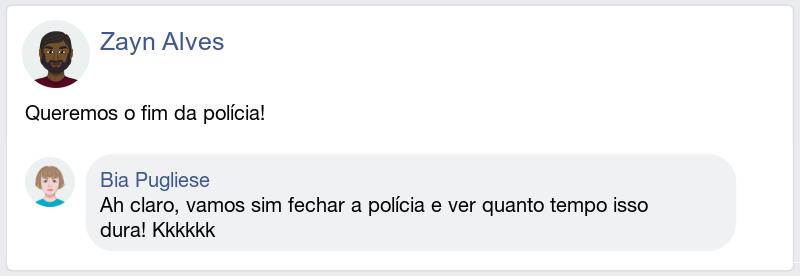 Zayn Alves
Queremos o fim da polícia!
Bia Pugliese
Ah claro, vamos sim fechar a polícia e ver quanto tempo isso
dura! Kkkkkk